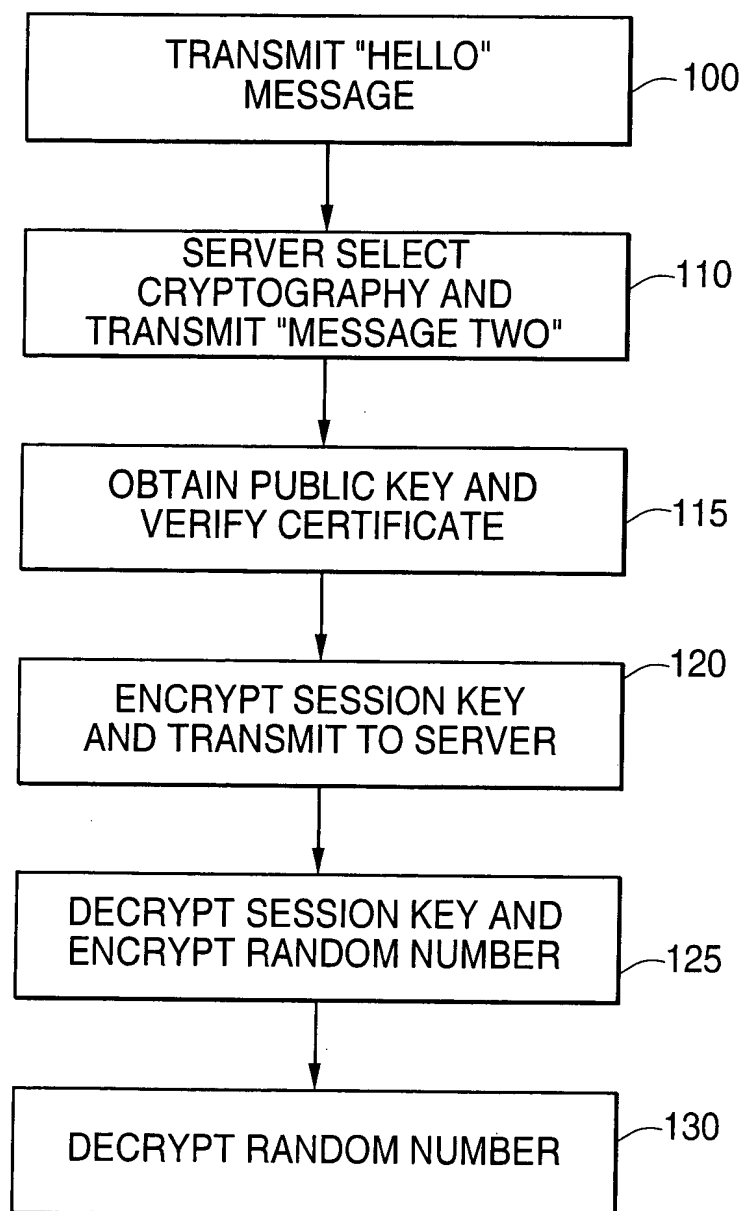 TRANSMIT "HELLO"
MESSAGE
100
SERVER SELECT
CRYPTOGRAPHY AND
TRANSMIT "MESSAGE TWO"
110
OBTAIN PUBLIC KEY AND
VERIFY CERTIFICATE
115
ENCRYPT SESSION KEY
AND TRANSMIT TO SERVER
120
DECRYPT SESSION KEY AND
ENCRYPT RANDOM NUMBER
125
DECRYPT RANDOM NUMBER
130